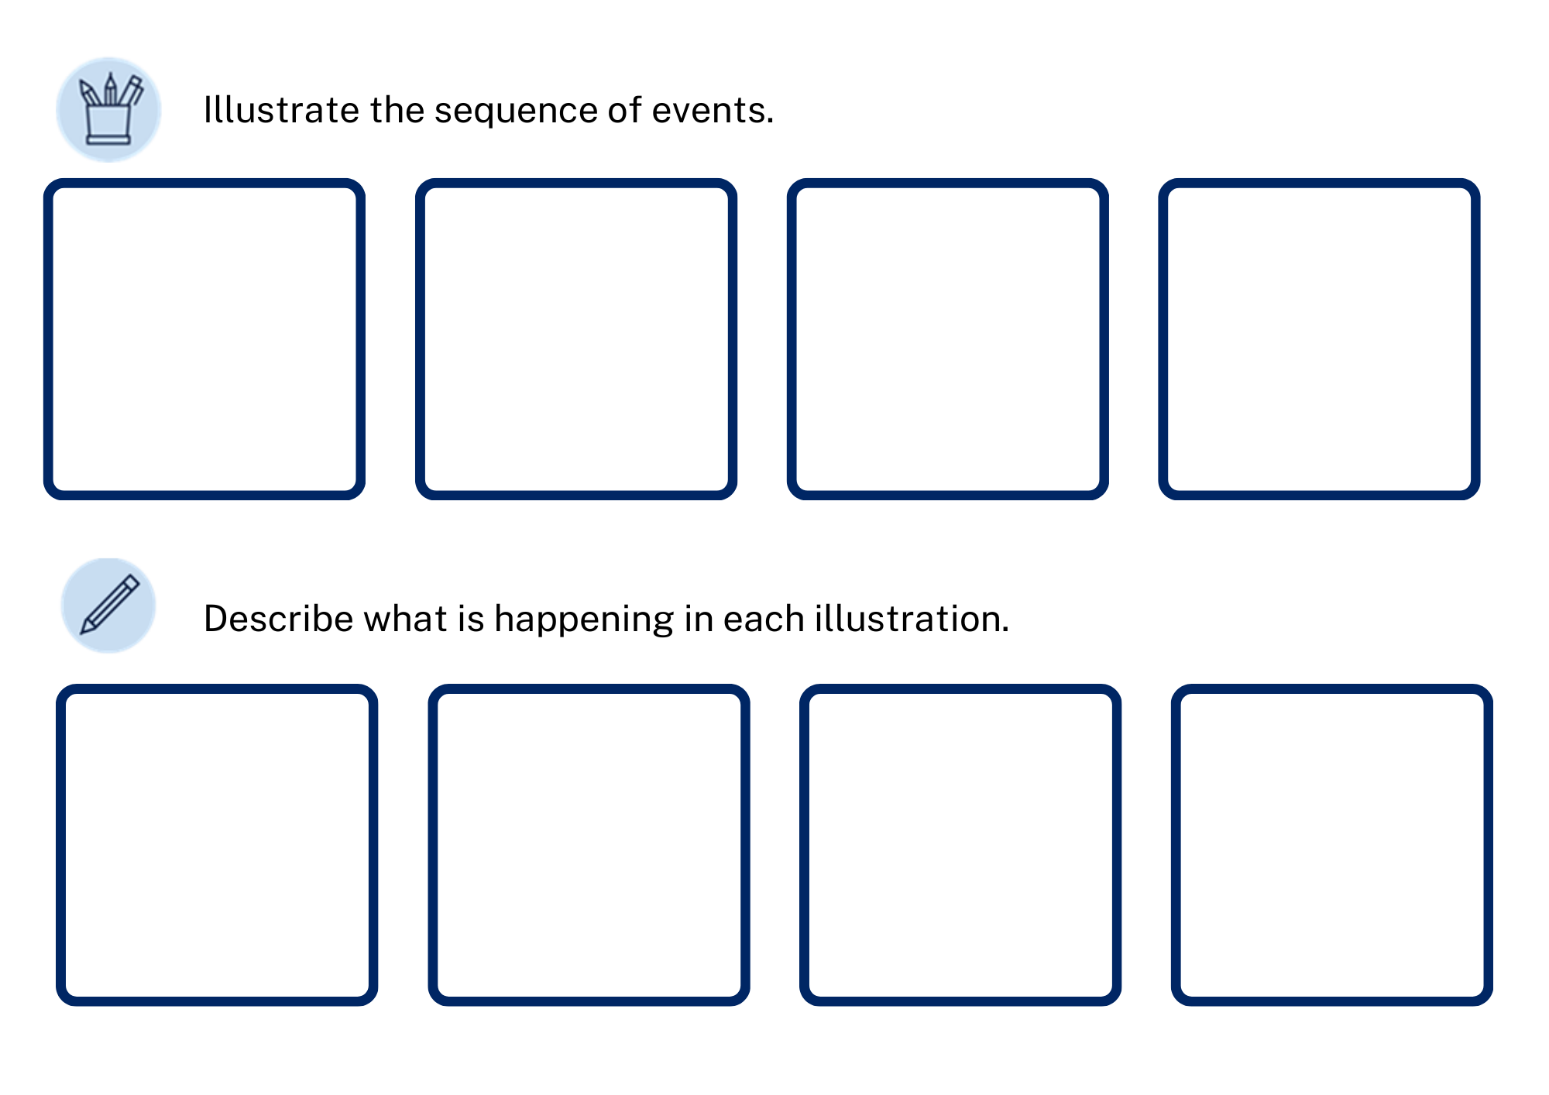 Illustrate the sequence of events.
Describe what is happening in each illustration.